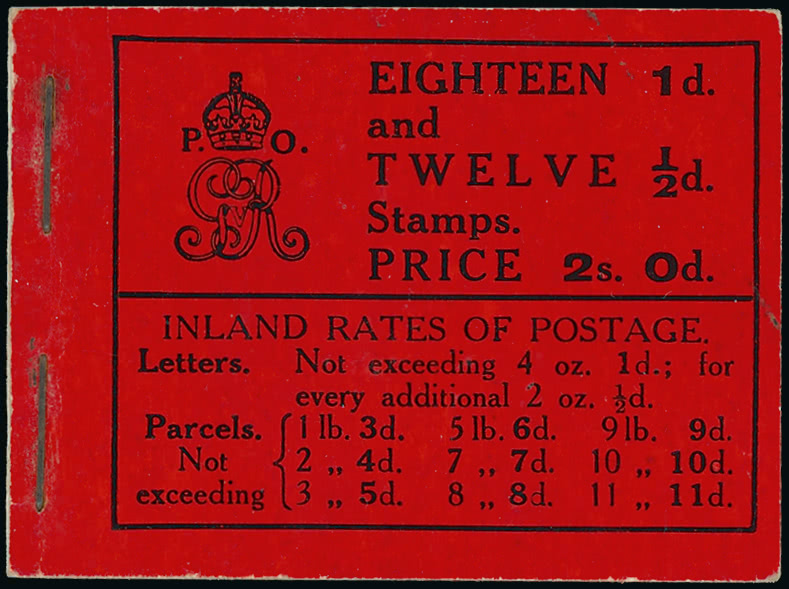 P. O.
GRV
EIGHTEEN 1d.
and
TWELVE ½d.
Stamps.
PRICE 2s. 0d.
INLAND RATES OF POSTAGE.
Letters. Not exceeding 4 oz. 1d.; for
every additional 2 oz. ½d.
Parcels. { 1 lb. 3d. 5 lb. 6d. 9 lb. 9d.
Not 2 „ 4d. 7 „ 7d. 10 „ 10d.
exceeding 3 „ 5d. 8 „ 8d. 11 „ 11d.